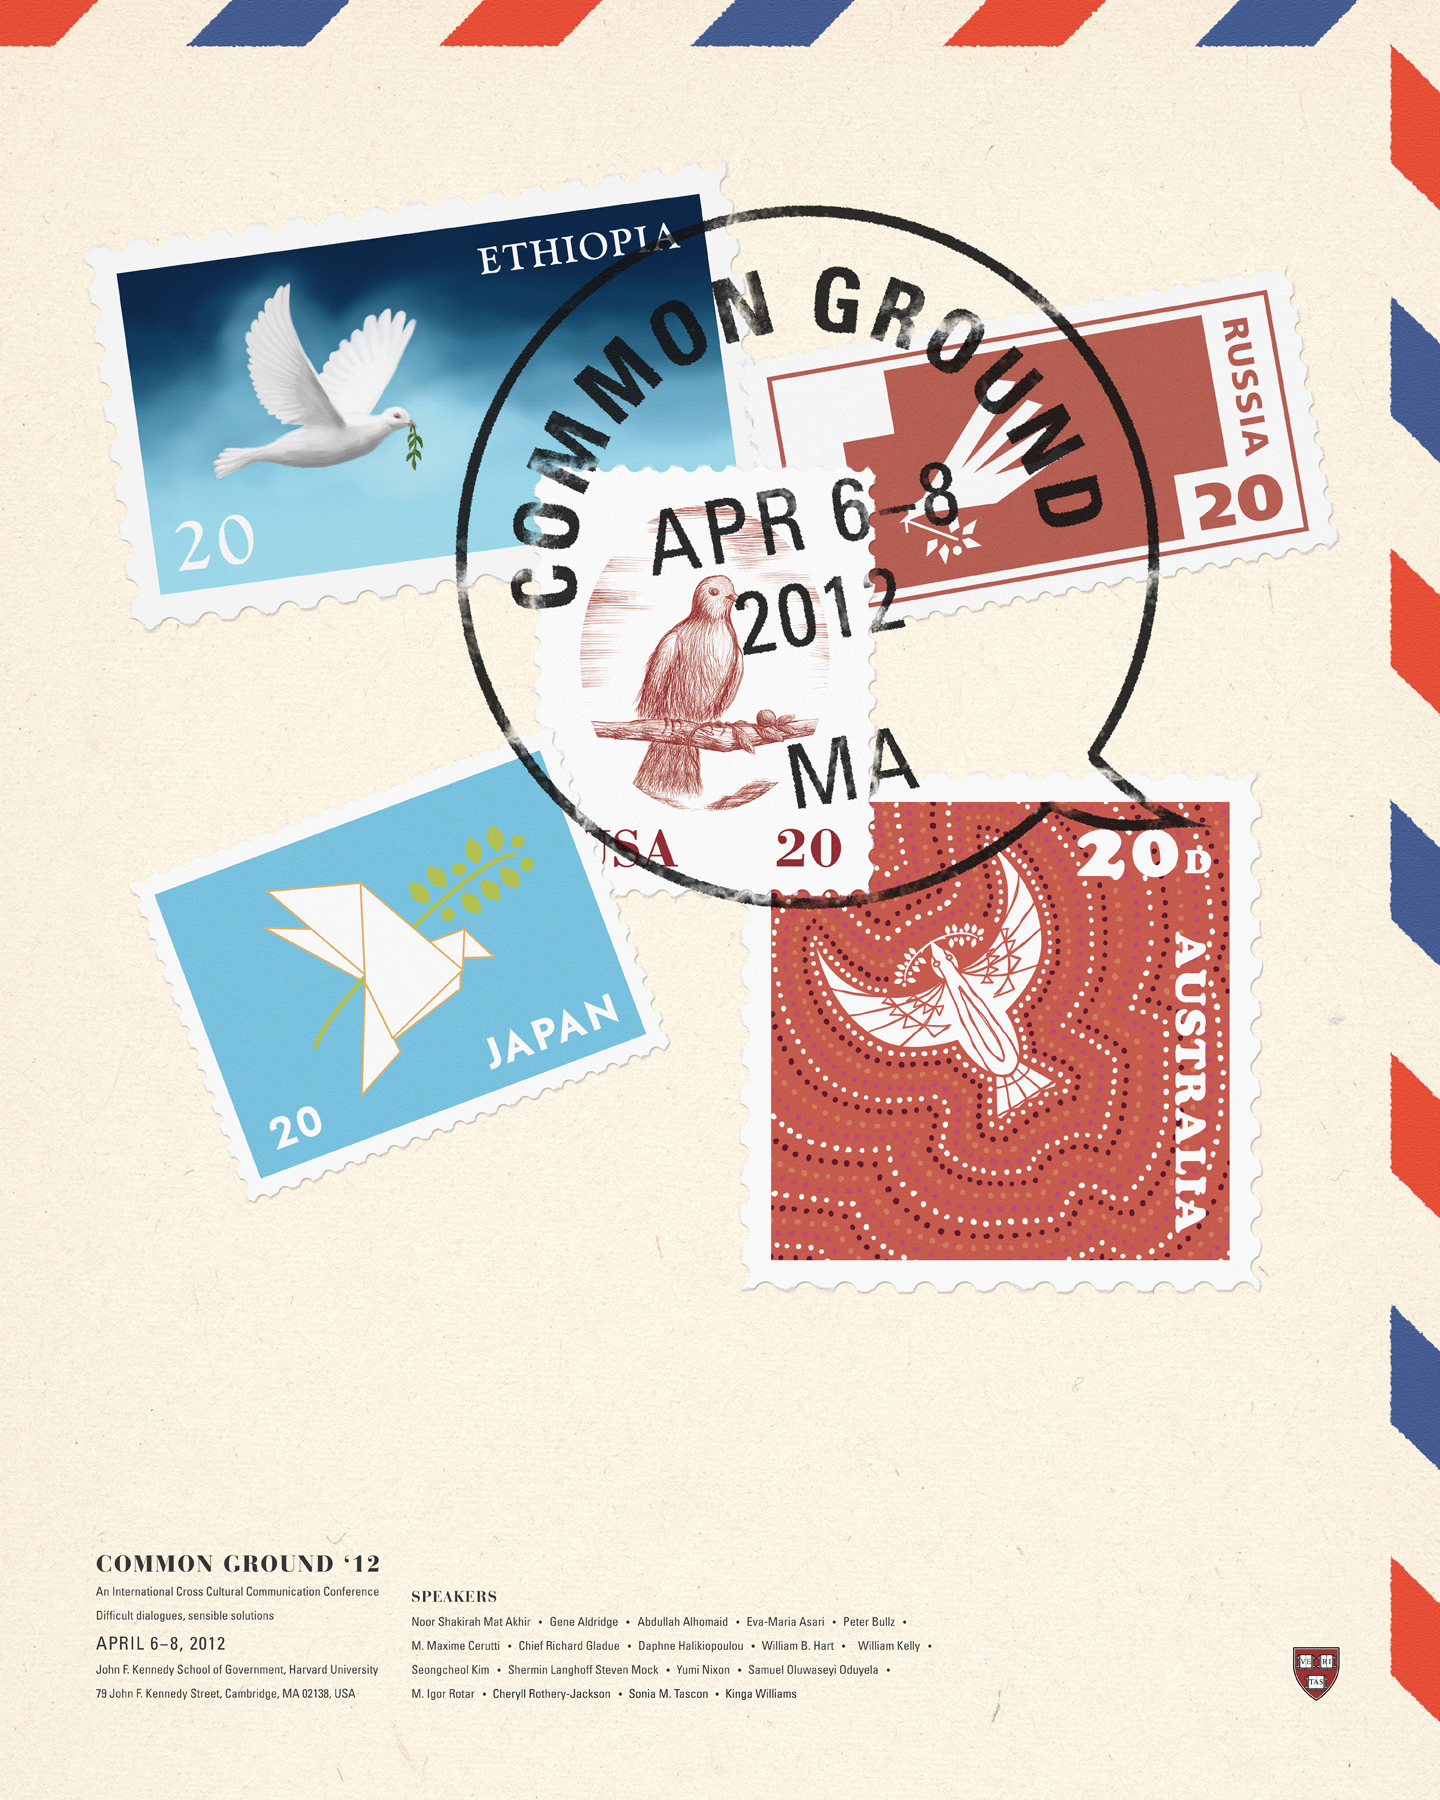 ETHIOPIA
20
COMMON GROUND
APR 6–8
2012
MA
RUSSIA
20
USA 20
JAPAN
20
20D
AUSTRALIA
COMMON GROUND ‘12
An International Cross Cultural Communication Conference
Difficult dialogues, sensible solutions
APRIL 6–8, 2012
John F. Kennedy School of Government, Harvard University
79 John F. Kennedy Street, Cambridge, MA 02138, USA
SPEAKERS
Noor Shakirah Mat Akhir • Gene Aldridge • Abdullah Alhomaid • Eva-Maria Asari • Peter Bullz •
M. Maxime Cerutti • Chief Richard Gladue • Daphne Halikiopoulou • William B. Hart • William Kelly •
Seongcheol Kim • Shermin Langhoff Steven Mock • Yumi Nixon • Samuel Oluwaseyi Oduyela •
M. Igor Rotar • Cheryll Rothery-Jackson • Sonia M. Tascon • Kinga Williams
VE RI
TAS